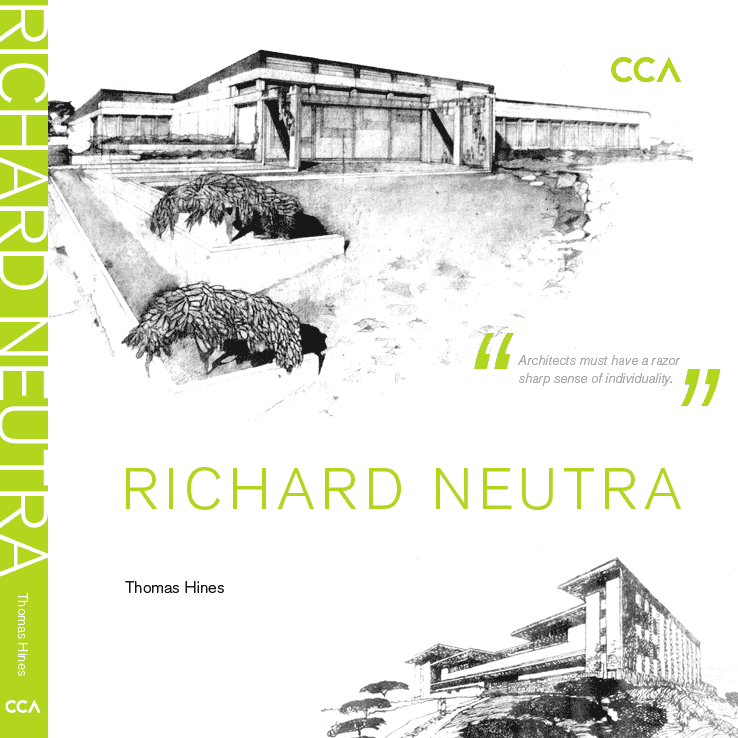 RICHARD NEUTRA
Thomas Hines
CCA
CCA
“Architects must have a razor
sharp sense of individuality.”
RICHARD NEUTRA
Thomas Hines